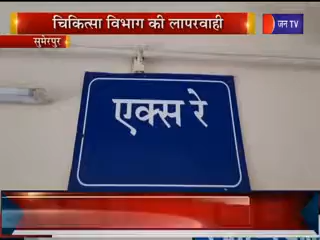 चिकित्सा विभाग की लापरवाही
सुमेरपुर
जन TV
एक्स रे